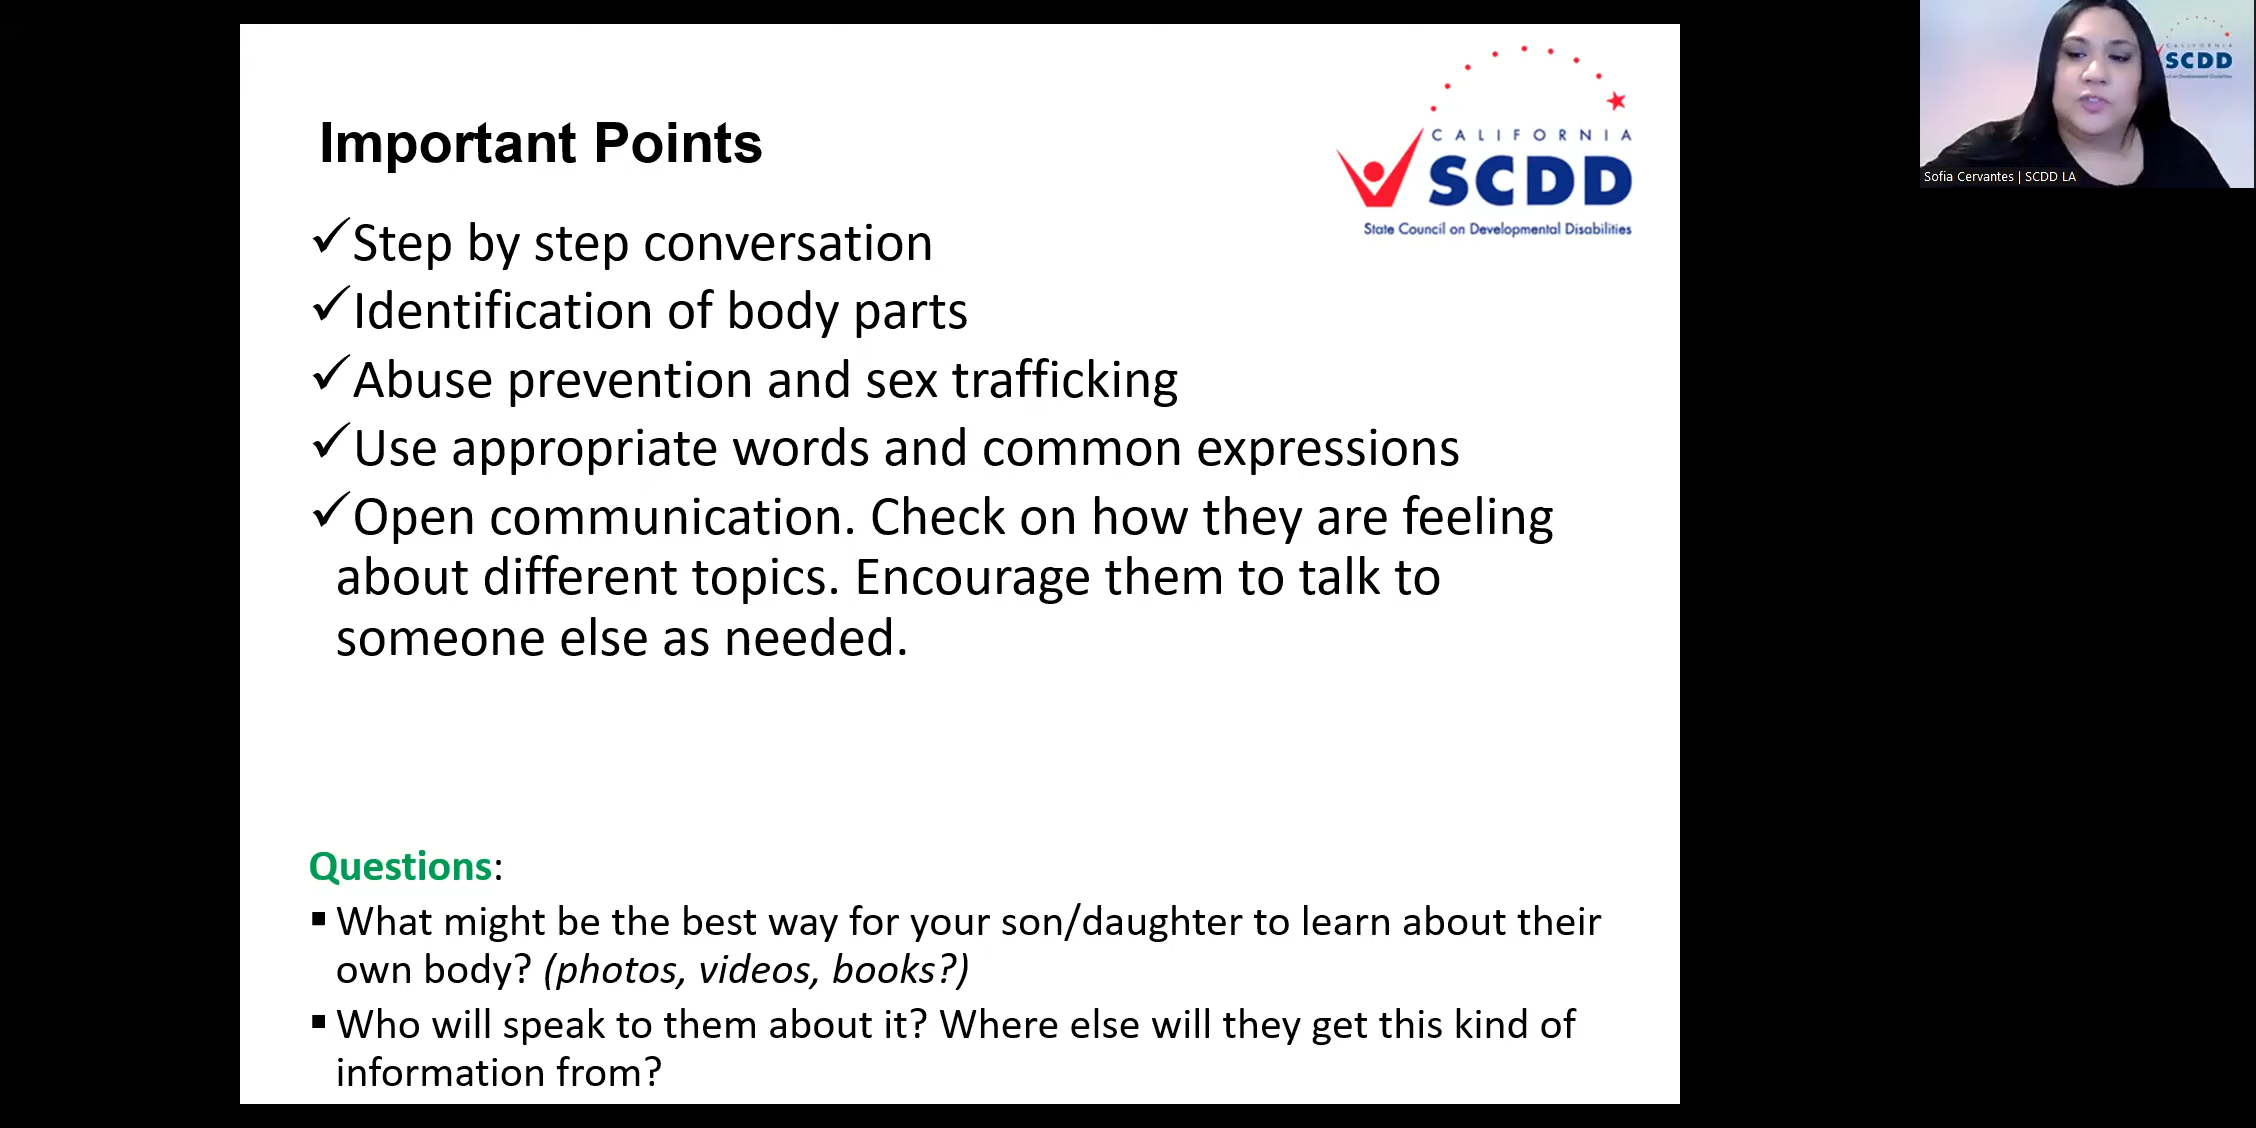 Important Points
CALIFORNIA
SCDD
State Council on Developmental Disabilities
✓Step by step conversation
✓Identification of body parts
✓Abuse prevention and sex trafficking
✓Use appropriate words and common expressions
✓Open communication. Check on how they are feeling
about different topics. Encourage them to talk to
someone else as needed.
Questions:
▪ What might be the best way for your son/daughter to learn about their
own body? (photos, videos, books?)
▪ Who will speak to them about it? Where else will they get this kind of
information from?
CALIFORNIA
SCDD
Sofia Cervantes | SCDD LA